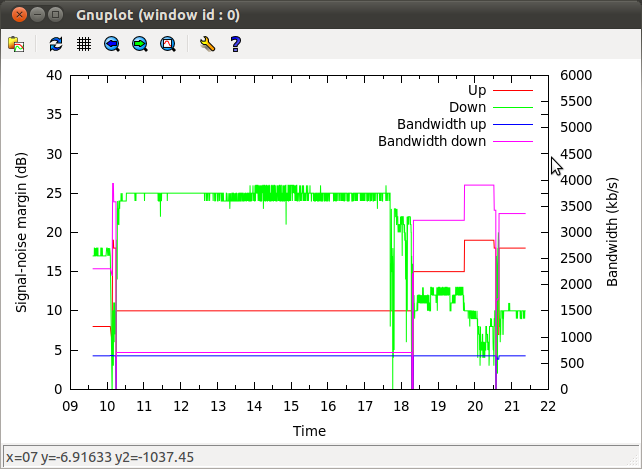 Gnuplot (window id : 0)
Up
Down
Bandwidth up
Bandwidth down
40
35
30
25
20
15
10
5
0
Signal-noise margin (dB)
6000
5500
5000
4500
4000
3500
3000
2500
2000
1500
1000
500
0
Bandwidth (kb/s)
09 10 11 12 13 14 15 16 17 18 19 20 21 22
Time
x=07 y=-6.91633 y2=-1037.45